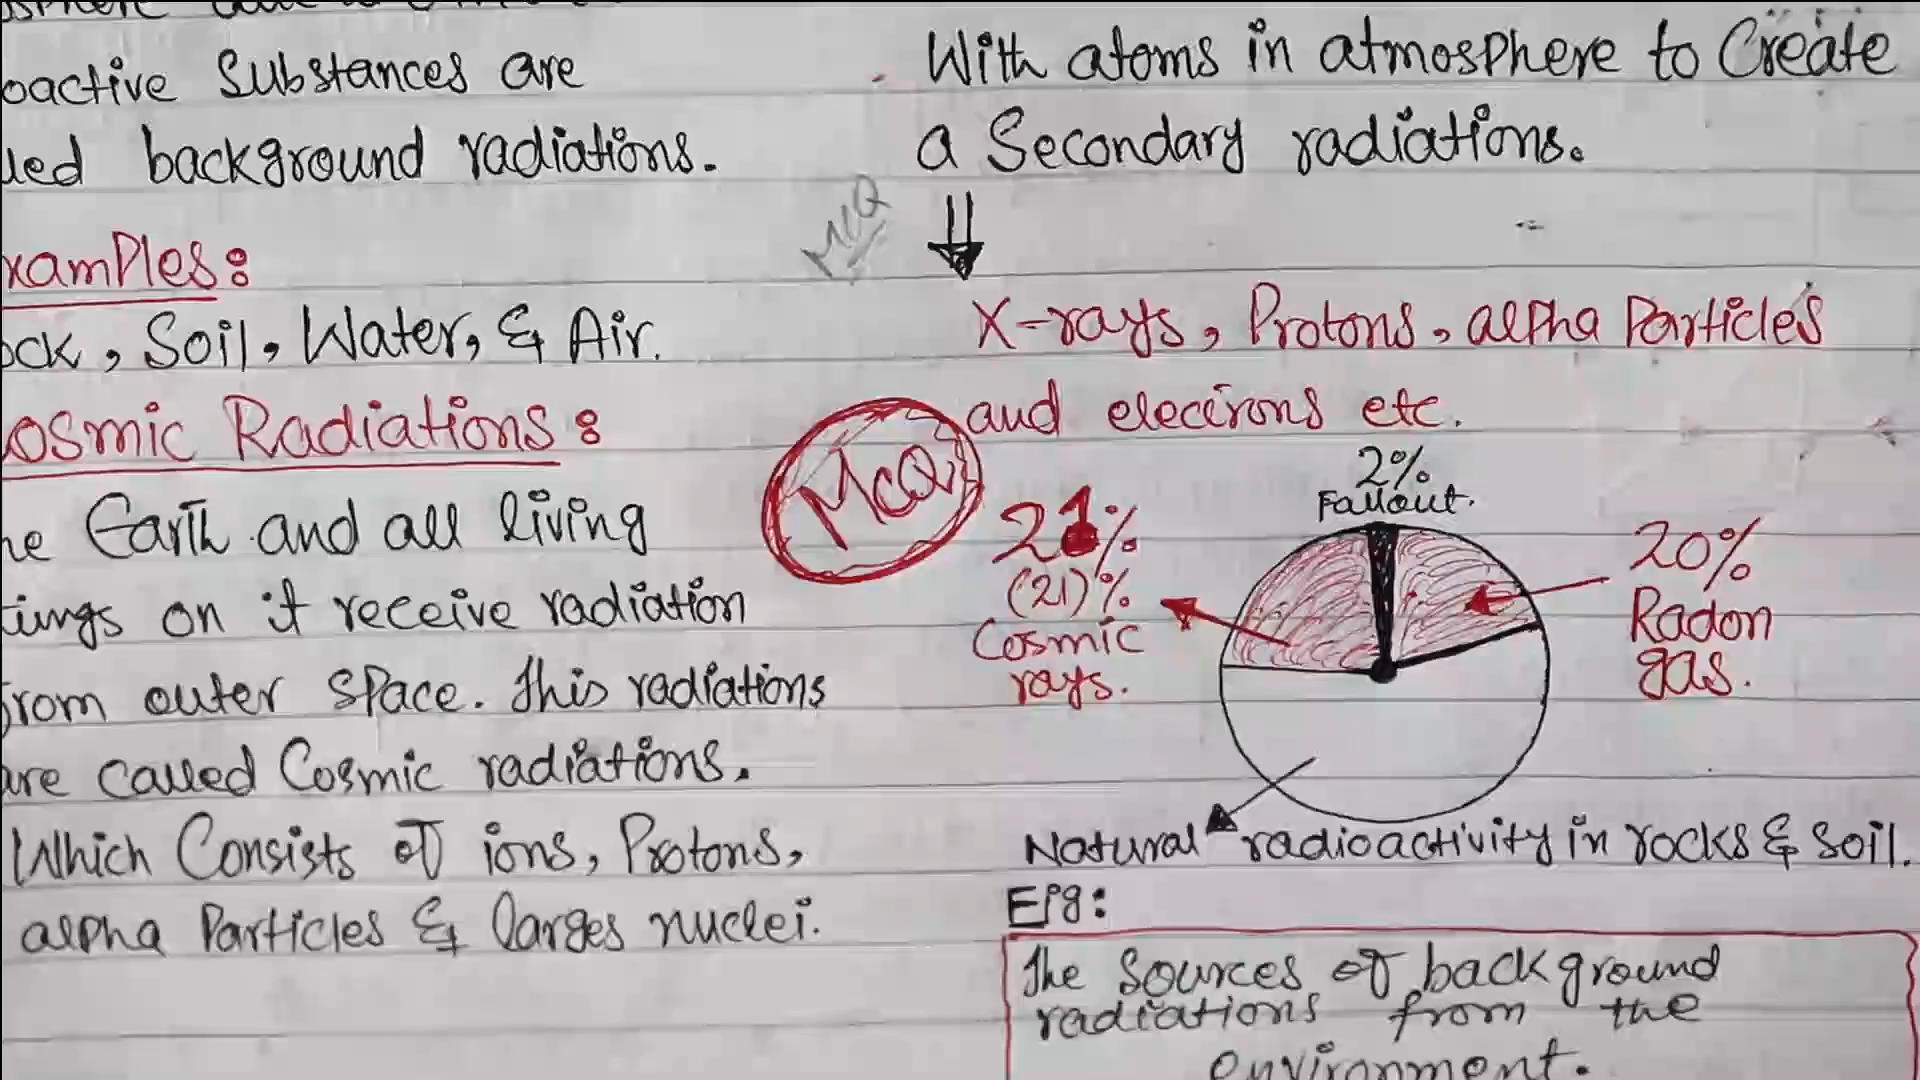 oactive Substances are
led background radiations.
xamples:
ock, Soil, Water, & Air.
osmic Radiations:
he Earth and all living
ings on it receive radiation
from outer space. This radiations
are called Cosmic radiations.
Which Consists of ions, Protons,
alpha Particles & larges nuclei.
With atoms in atmosphere to Create
a Secondary radiations.
MCQ
X-rays, Protons, alpha Particles
and elecirons etc.
MCQ
2%
Fallout.
21%
(21)%
Cosmic
rays.
20%
Radon
gas.
Natural radioactivity in rocks & Soil.
Fig:
The Sources of background
radiations from the
environment.